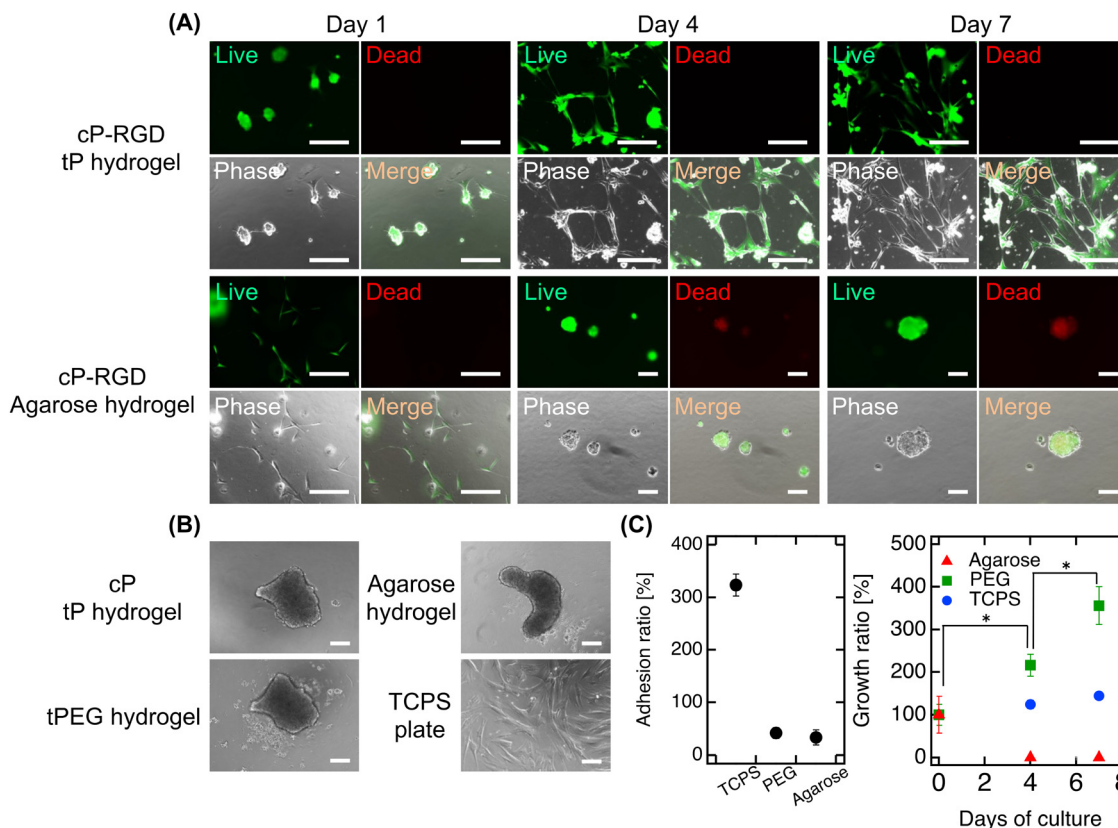 (A)
Day 1
Day 4
Day 7
cP-RGD
tP hydrogel
Live
Dead
Live
Dead
Live
Dead
Phase
Merge
Phase
Merge
Phase
Merge
cP-RGD
Agarose hydrogel
Live
Dead
Live
Dead
Live
Dead
Phase
Merge
Phase
Merge
Phase
Merge
(B)
cP
tP hydrogel
Agarose
hydrogel
tPEG hydrogel
TCPS
plate
(C)
Adhesion ratio [%]
400
300
200
100
0
TCPS
PEG
Agarose
Growth ratio [%]
500
400
300
200
100
0
Agarose
PEG
TCPS
*
*
0
2
4
6
8
Days of culture